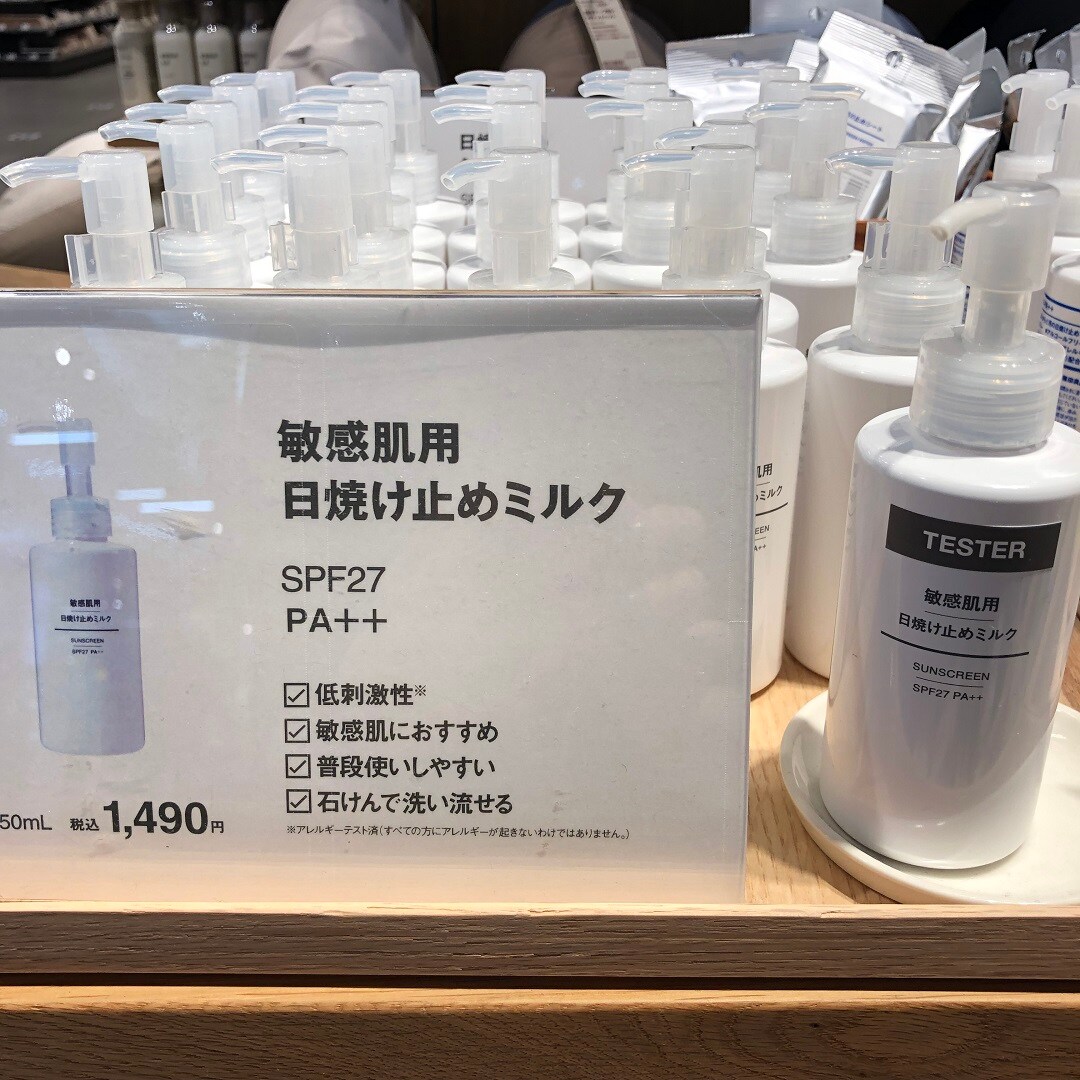 敏感肌用
日焼け止めミルク
SPF27
PA++
☑低刺激性※
☑敏感肌におすすめ
☑普段使いしやすい
☑石けんで洗い流せる
※アレルギーテスト済(すべての方にアレルギーが起きないわけではありません。)
50mL 税込 1,490円
敏感肌用
日焼け止めミルク
SUNSCREEN
SPF27 PA++
TESTER
敏感肌用
日焼け止めミルク
SUNSCREEN
SPF27 PA++
肌用
ミルク
EEN
A++